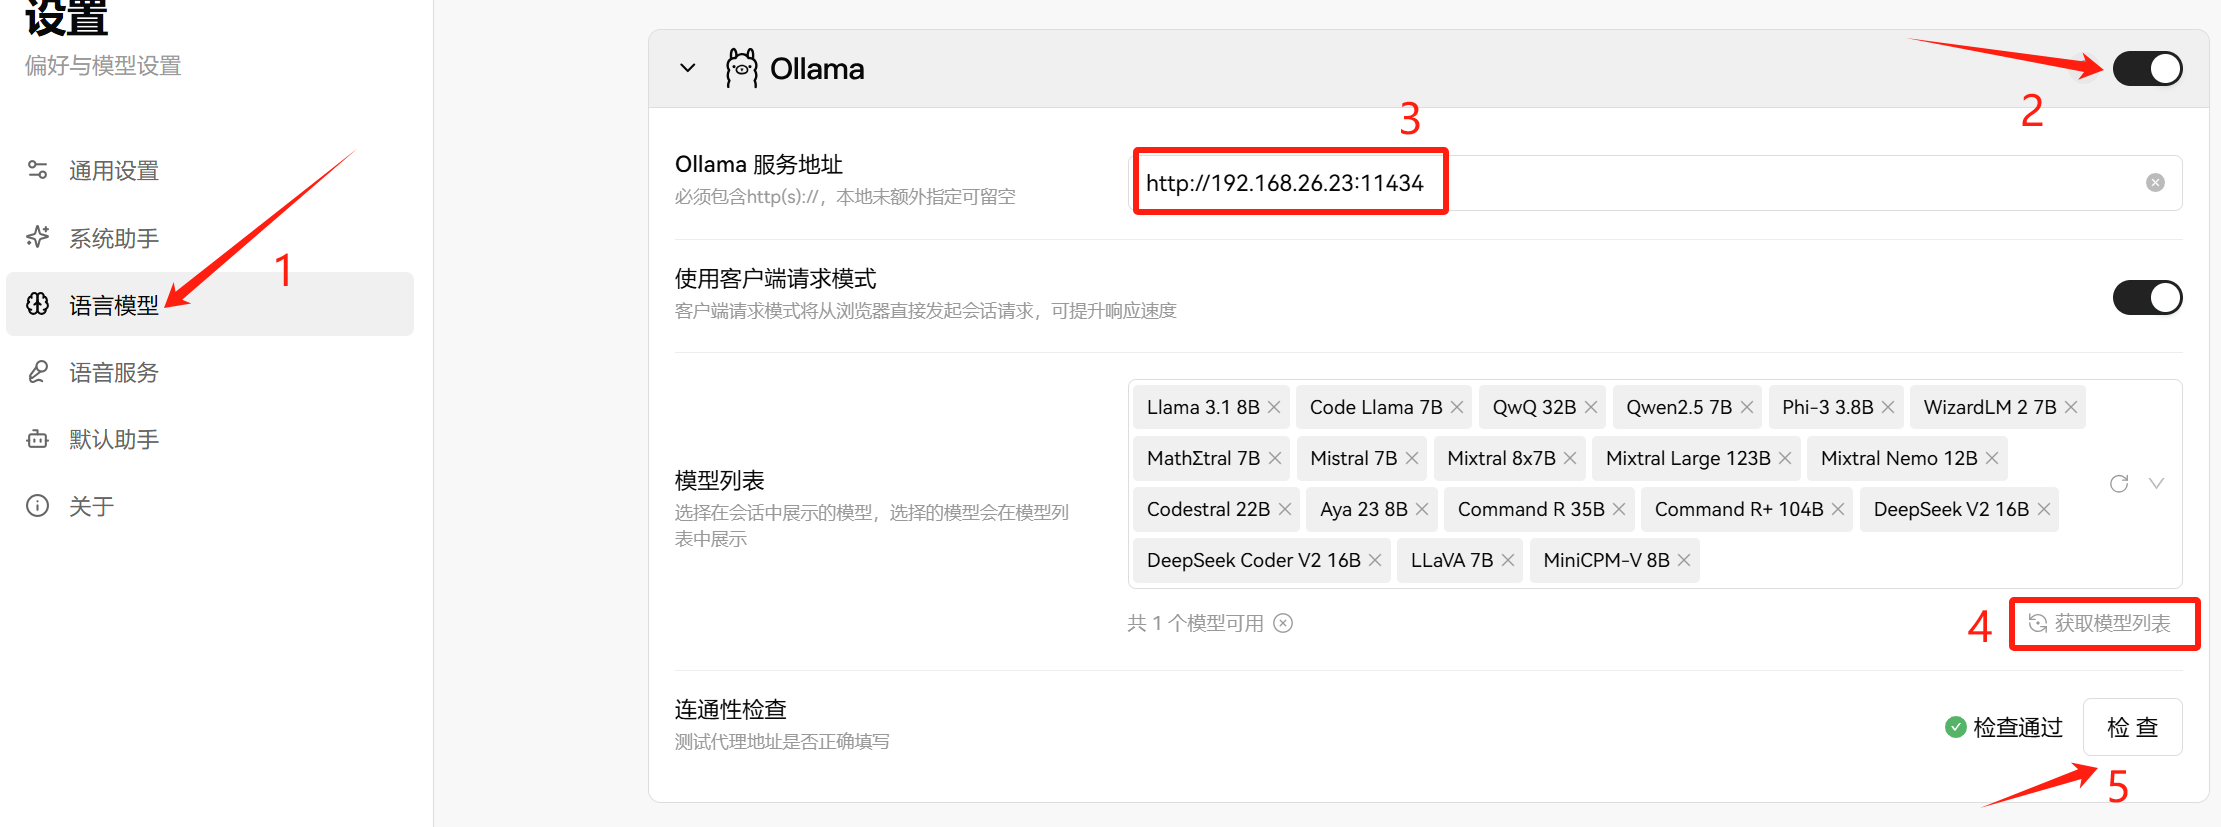 设置
偏好与模型设置
通用设置
系统助手
语言模型
语音服务
默认助手
关于
1
Ollama
2
3
Ollama 服务地址
必须包含http(s)://，本地未额外指定可留空
http://192.168.26.23:11434
使用客户端请求模式
客户端请求模式将从浏览器直接发起会话请求，可提升响应速度
模型列表
选择在会话中展示的模型，选择的模型会在模型列
表中展示
Llama 3.1 8B Code Llama 7B QwQ 32B Qwen2.5 7B Phi-3 3.8B WizardLM 2 7B
MathΣtral 7B Mistral 7B Mixtral 8x7B Mixtral Large 123B Mixtral Nemo 12B
Codestral 22B Aya 23 8B Command R 35B Command R+ 104B DeepSeek V2 16B
DeepSeek Coder V2 16B LLaVA 7B MiniCPM-V 8B
共 1 个模型可用
4
获取模型列表
连通性检查
测试代理地址是否正确填写
检查通过
检 查
5